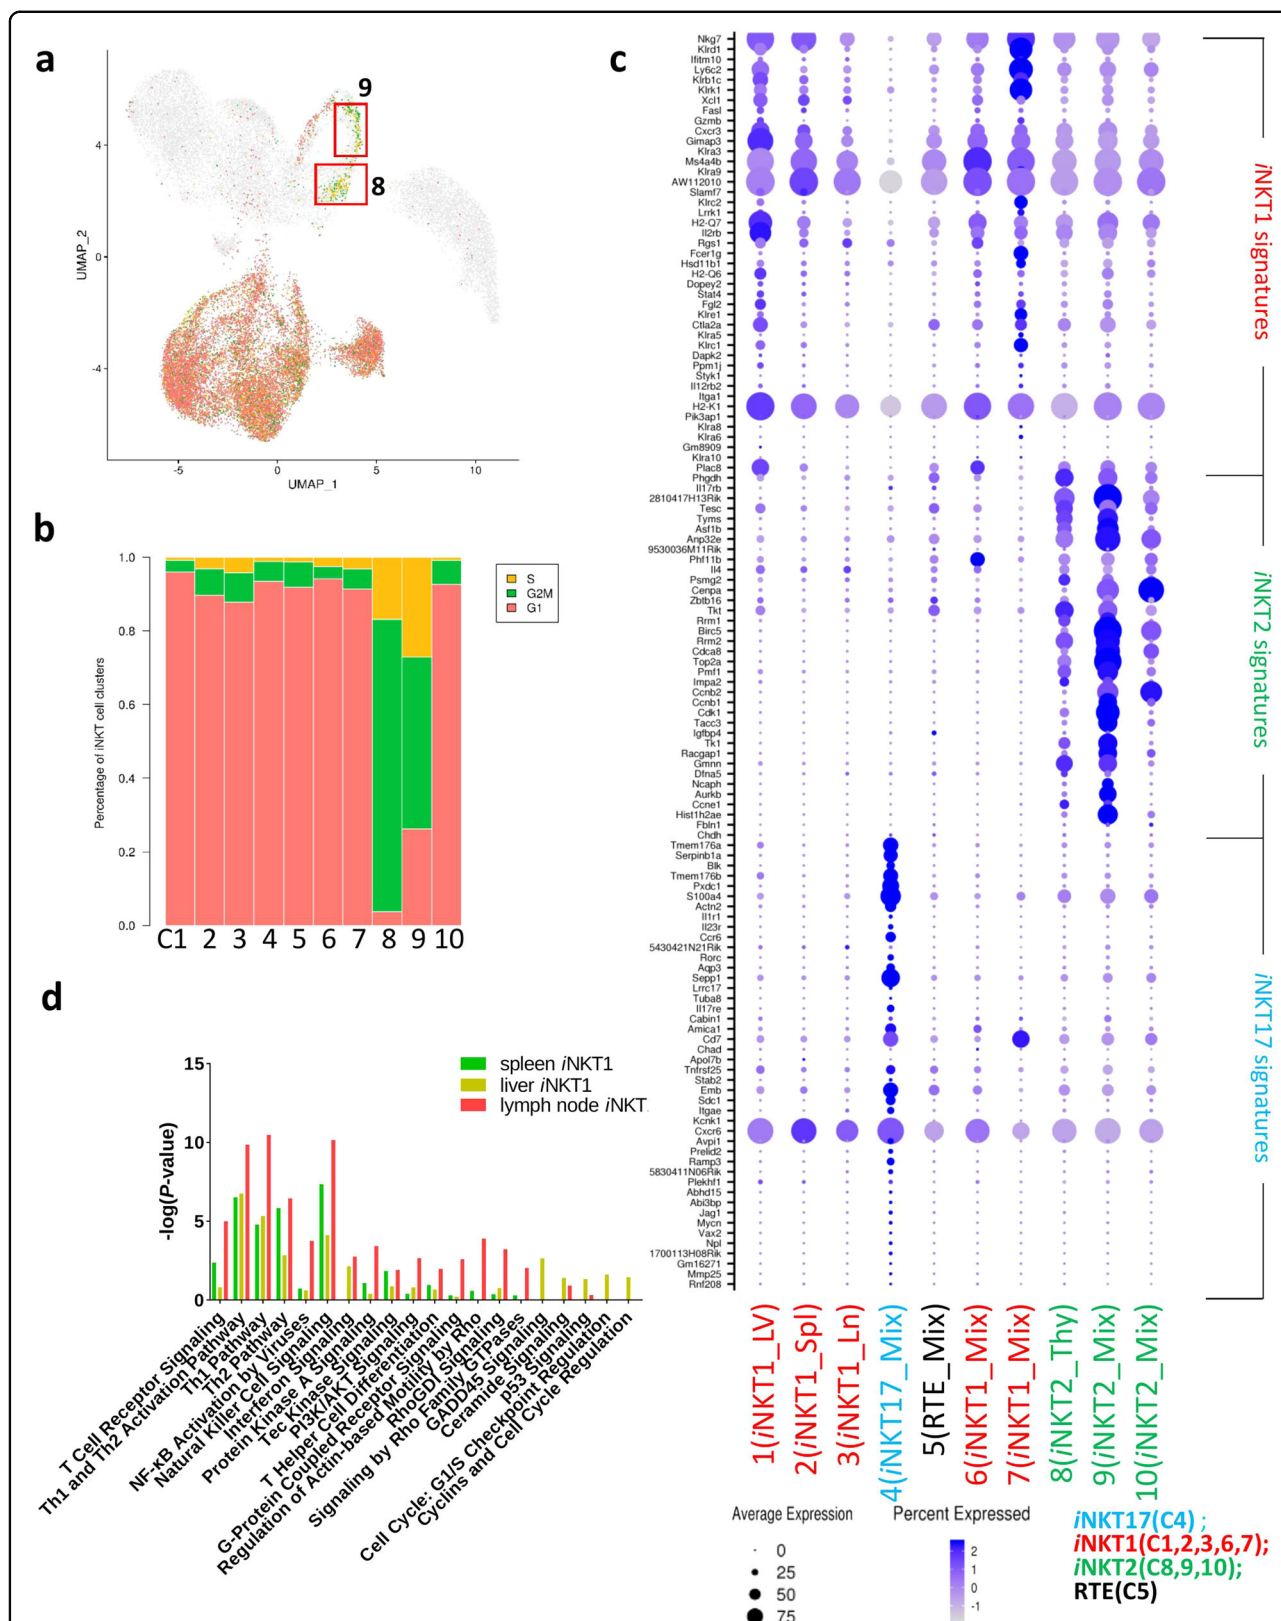 a
9
8
4
0
-4
-5
0
5
10
UMAP_2
UMAP_1
b
1.0
0.8
0.6
0.4
0.2
0.0
Percentage of iNKT cell clusters
S
G2M
G1
C1 2 3 4 5 6 7 8 9 10
c
Nkg7
Klrd1
Ifitm10
Ly6c2
Klrb1c
Klrk1
Xcl1
Fasl
Gzmb
Cxcr3
Gimap3
Klra3
Ms4a4b
Klra9
AW112010
Slamf7
Klrc2
Lrrk1
H2-Q7
Il2rb
Rgs1
Fcer1g
Hsd11b1
H2-Q6
Dopey2
Stat4
Fgl2
Klre1
Ctla2a
Klra5
Klrc1
Dapk2
Ppm1j
Styk1
Il12rb2
Itga1
H2-K1
Pik3ap1
Klra8
Klra6
Gm8909
Klra10
Plac8
Phgdh
Il17rb
2810417H13Rik
Tesc
Tyms
Asf1b
Anp32e
9530036M11Rik
Phf11b
Il4
Psmg2
Cenpa
Zbtb16
Tkt
Rrm1
Birc5
Rrm2
Cdca8
Top2a
Pmf1
Impa2
Ccnb2
Ccnb1
Cdk1
Tacc3
Igfbp4
Tk1
Racgap1
Gmnn
Dfna5
Ncaph
Aurkb
Ccne1
Hist1h2ae
Fbln1
Chdh
Tmem176a
Serpinb1a
Blk
Tmem176b
Pxdc1
S100a4
Actn2
Il1r1
Il23r
Ccr6
5430421N21Rik
Rorc
Aqp3
Sepp1
Lrrc17
Tuba8
Il17re
Cabin1
Amica1
Cd7
Chad
Apol7b
Tnfrsf25
Stab2
Emb
Sdc1
Itgae
Kcnk1
Cxcr6
Avpi1
Prelid2
Ramp3
5830411N06Rik
Plekhf1
Abhd15
Abi3bp
Jag1
Mycn
Vax2
Npl
1700113H08Rik
Gm16271
Mmp25
Rnf208
iNKT1 signatures
iNKT2 signatures
iNKT17 signatures
1(iNKT1_LV)
2(iNKT1_Spl)
3(iNKT1_Ln)
4(iNKT17_Mix)
5(RTE_Mix)
6(iNKT1_Mix)
7(iNKT1_Mix)
8(iNKT2_Thy)
9(iNKT2_Mix)
10(iNKT2_Mix)
Average Expression
0
25
50
75
Percent Expressed
2
1
0
-1
iNKT17(C4) ;
iNKT1(C1,2,3,6,7);
iNKT2(C8,9,10);
RTE(C5)
d
spleen iNKT1
liver iNKT1
lymph node iNKT.
15
10
5
0
-log(P-value)
T Cell Receptor Signaling
Th1 and Th2 Activation Pathway
Th1 Pathway
Th2 Pathway
NF-κB Activation by Viruses
Natural Killer Cell Signaling
Interferon Signaling
Protein Kinase A Signaling
Tec Kinase Signaling
PI3K/AKT Signaling
T Helper Cell Differentiation
G-Protein Coupled Receptor Signaling
Regulation of Actin-based Motility by Rho
RhoGDI Signaling
Signaling by Rho Family GTPases
GADD45 Signaling
Ceramide Signaling
p53 Signaling
Cell Cycle: G1/S Checkpoint Regulation
Cyclins and Cell Cycle Regulation